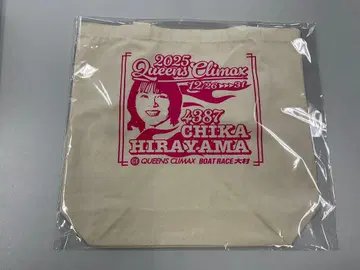 2025
Queens Climax
12/26 31
4387
CHIKA
HIRAYAMA
QUEENS CLIMAX BOAT RACE 大村